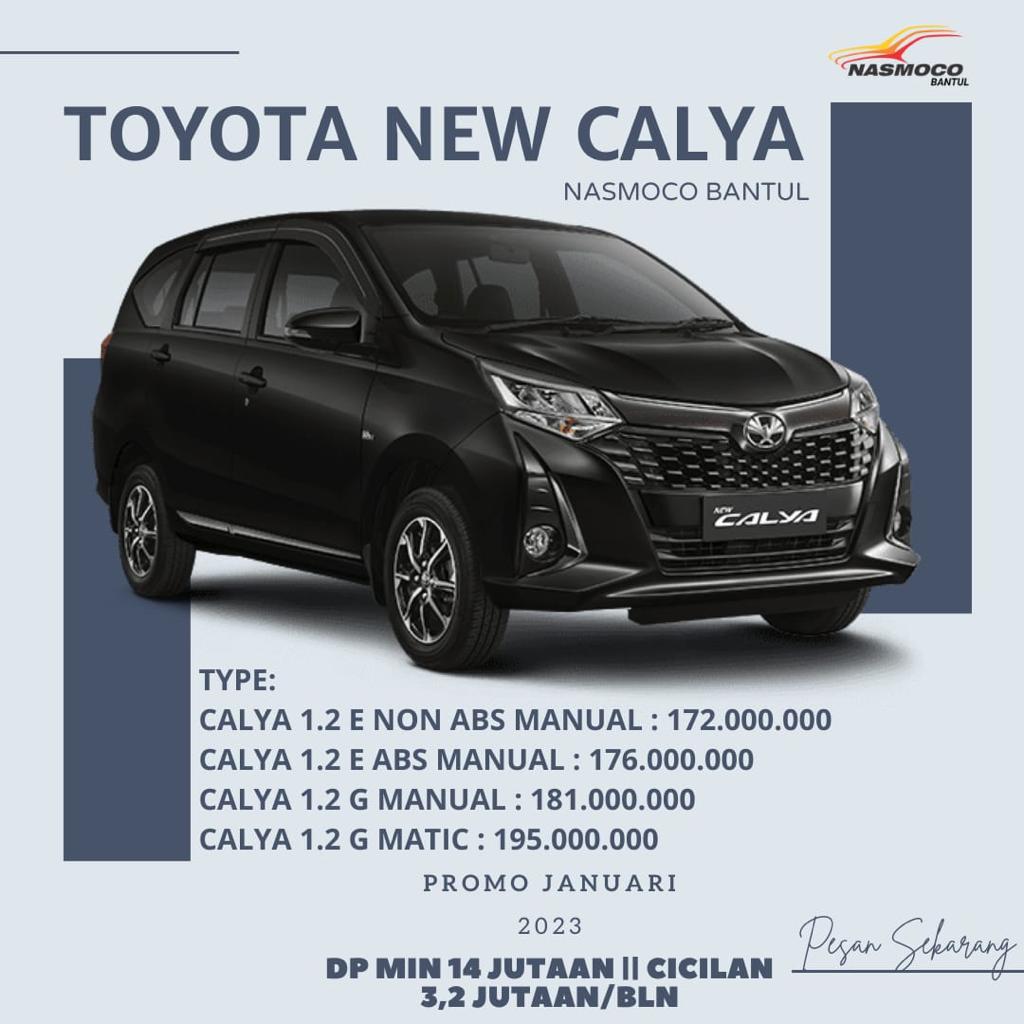 NASMOCO
BANTUL
TOYOTA NEW CALYA
NASMOCO BANTUL
NEW
CALYA
TYPE:
CALYA 1.2 E NON ABS MANUAL : 172.000.000
CALYA 1.2 E ABS MANUAL : 176.000.000
CALYA 1.2 G MANUAL : 181.000.000
CALYA 1.2 G MATIC : 195.000.000
PROMO JANUARI
2023
Pesan Sekarang
DP MIN 14 JUTAAN || CICILAN
3,2 JUTAAN/BLN